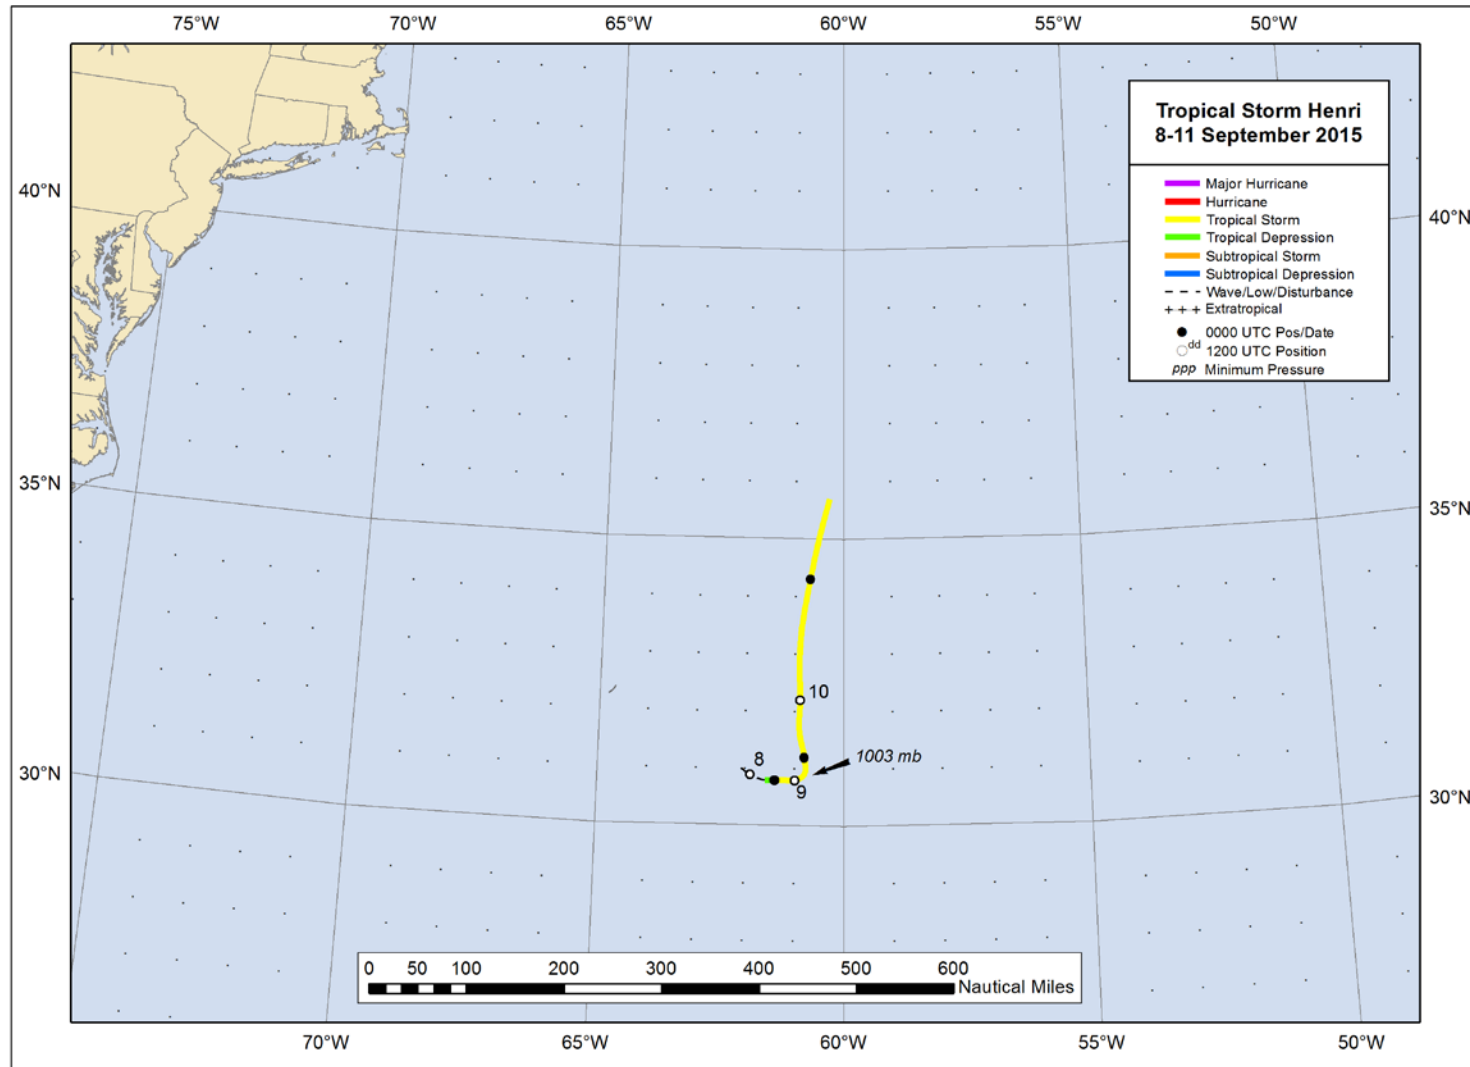 75°W 70°W 65°W 60°W 55°W 50°W
Tropical Storm Henri
8-11 September 2015
Major Hurricane
Hurricane
Tropical Storm
Tropical Depression
Subtropical Storm
Subtropical Depression
Wave/Low/Disturbance
+++ Extratropical
0000 UTC Pos/Date
dd 1200 UTC Position
ppp Minimum Pressure
40°N 40°N
35°N 35°N
10
8 1003 mb
30°N 9 30°N
0 50 100 200 300 400 500 600
Nautical Miles
70°W 65°W 60°W 55°W 50°W